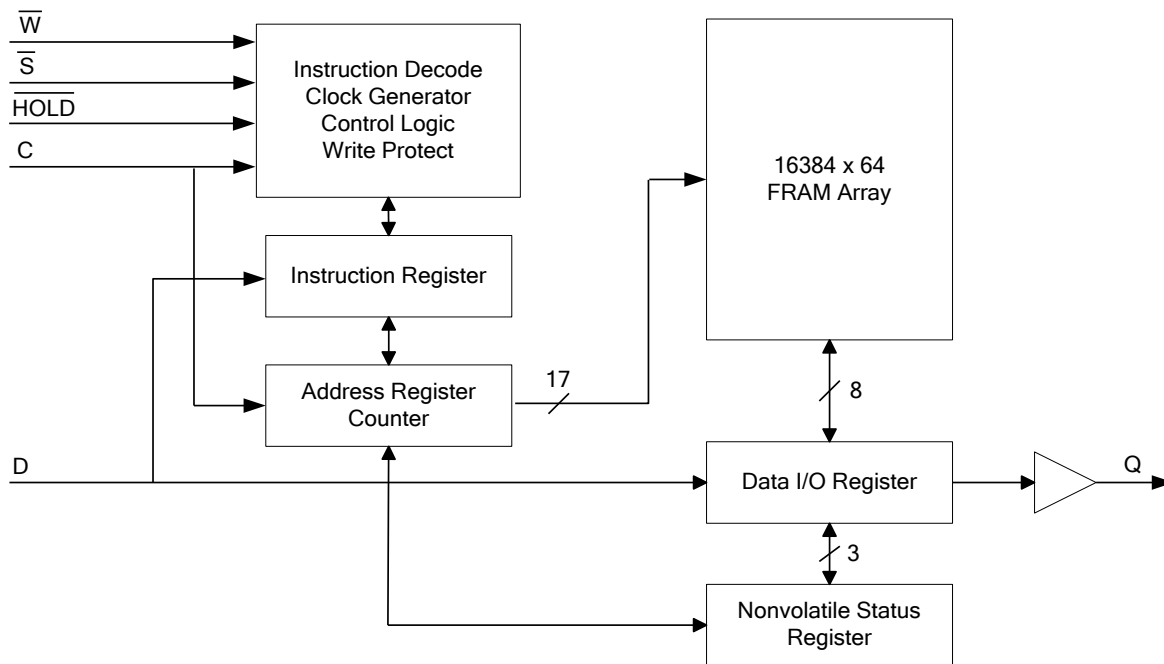 W
S
HOLD
C
Instruction Decode
Clock Generator
Control Logic
Write Protect
16384 x 64
FRAM Array
Instruction Register
Address Register
Counter
17
8
D
Data I/O Register
Q
3
Nonvolatile Status
Register